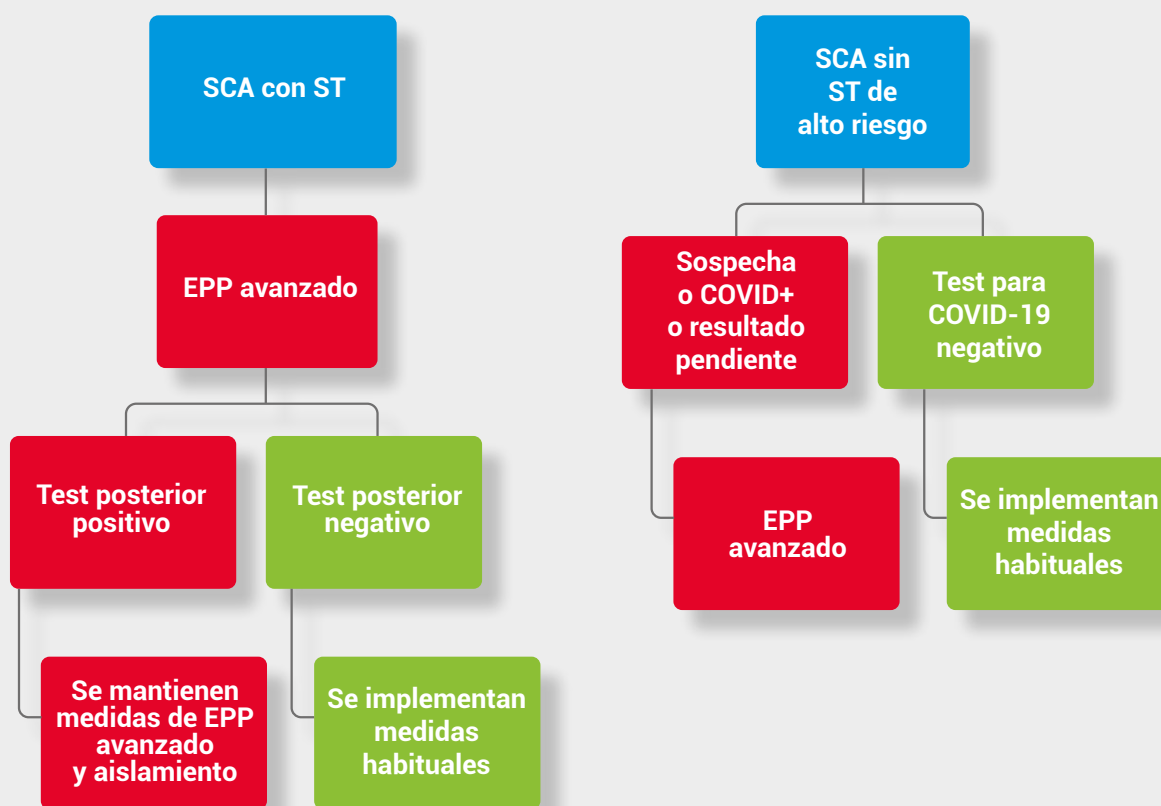 SCA con ST
EPP avanzado
Test posterior
positivo
Test posterior
negativo
Se mantienen
medidas de EPP
avanzado
y aislamiento
Se implementan
medidas
habituales
SCA sin
ST de
alto riesgo
Sospecha
o COVID+
o resultado
pendiente
Test para
COVID-19
negativo
EPP
avanzado
Se implementan
medidas
habituales